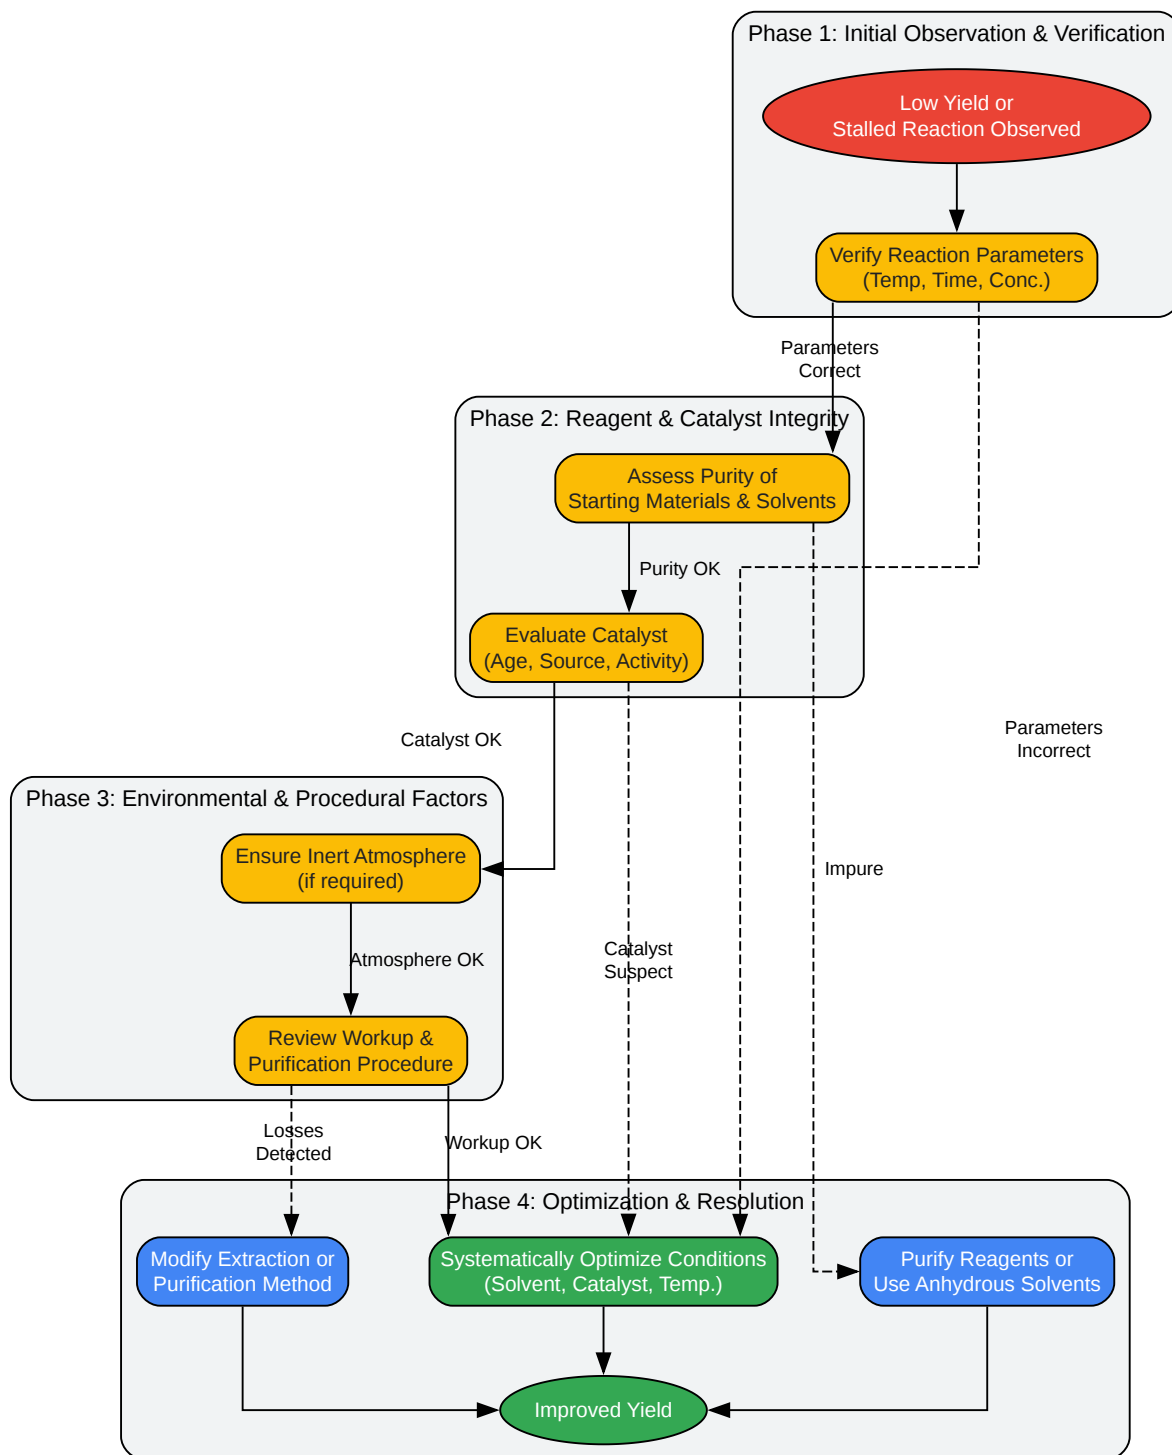 Phase 1: Initial Observation & Verification
Low Yield or
Stalled Reaction Observed
Verify Reaction Parameters
(Temp, Time, Conc.)
Parameters
Correct
Phase 2: Reagent & Catalyst Integrity
Assess Purity of
Starting Materials & Solvents
Purity OK
Evaluate Catalyst
(Age, Source, Activity)
Catalyst OK
Parameters
Incorrect
Phase 3: Environmental & Procedural Factors
Ensure Inert Atmosphere
(if required)
Impure
Atmosphere OK
Catalyst
Suspect
Review Workup &
Purification Procedure
Losses
Detected
Workup OK
Phase 4: Optimization & Resolution
Modify Extraction or
Purification Method
Systematically Optimize Conditions
(Solvent, Catalyst, Temp.)
Purify Reagents or
Use Anhydrous Solvents
Improved Yield